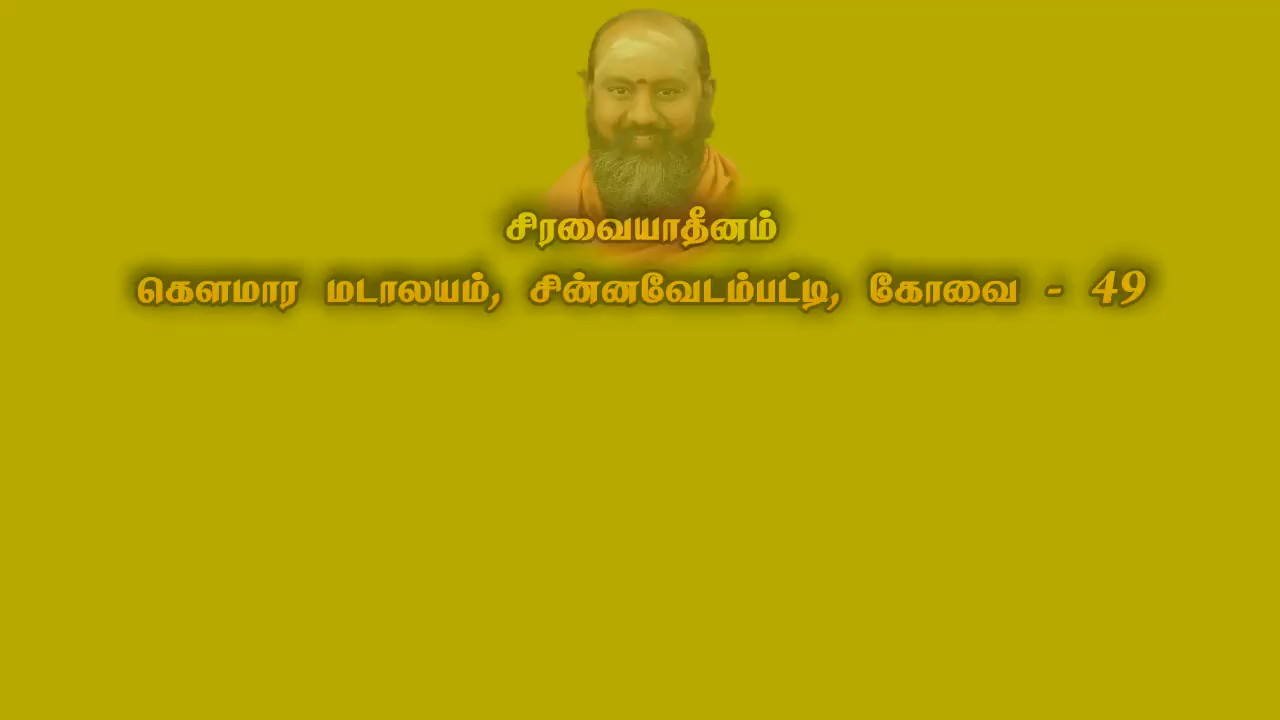 சிரவையாதீனம்
கௌமார மடாலயம், சின்னவேடம்பட்டி, கோவை - 49